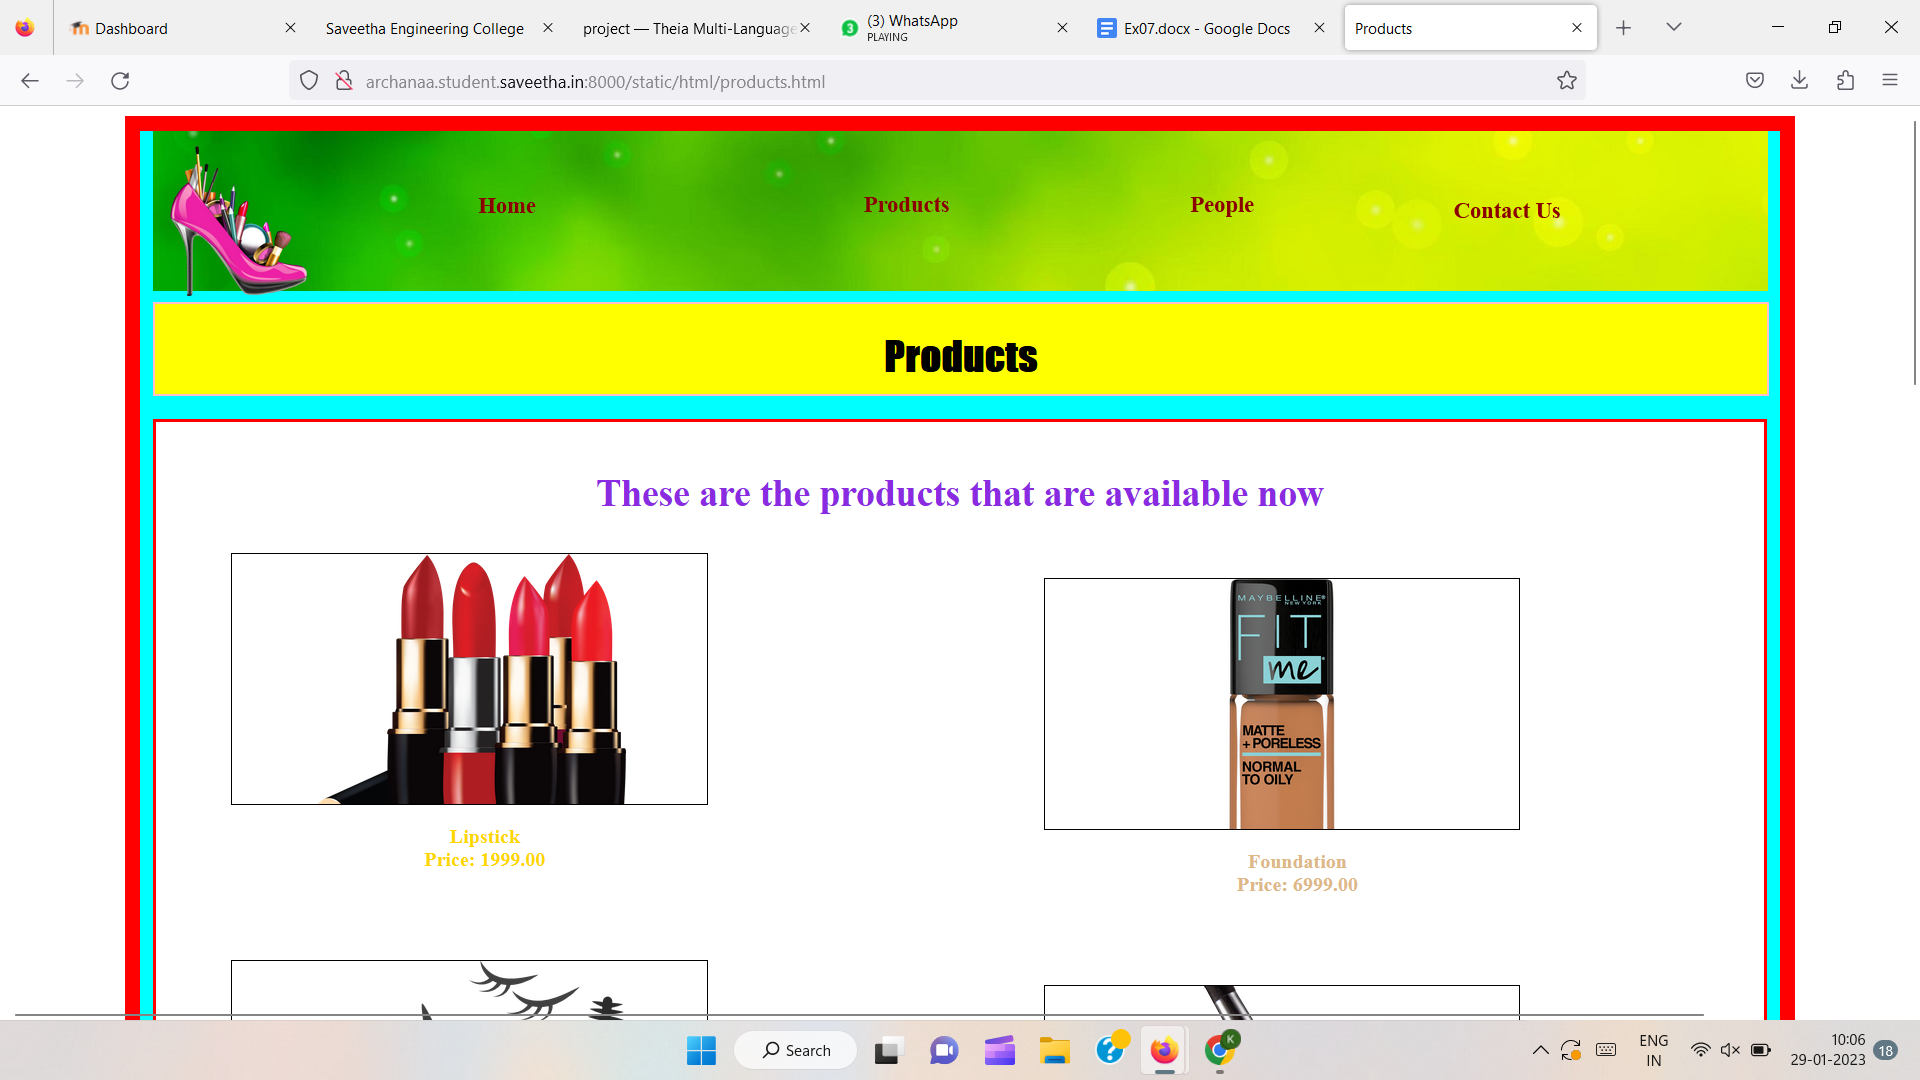 Dashboard
Saveetha Engineering College
project — Theia Multi-Language
3
(3) WhatsApp
PLAYING
Ex07.docx - Google Docs
Products
archanaa.student.saveetha.in:8000/static/html/products.html
Home
Products
People
Contact Us
Products
These are the products that are available now
MAYBELLINE®
NEW YORK
FIT
me
MATTE
+ PORELESS
NORMAL
TO OILY
Lipstick
Price: 1999.00
Foundation
Price: 6999.00
Search
K
ENG
IN
10:06
29-01-2023
18